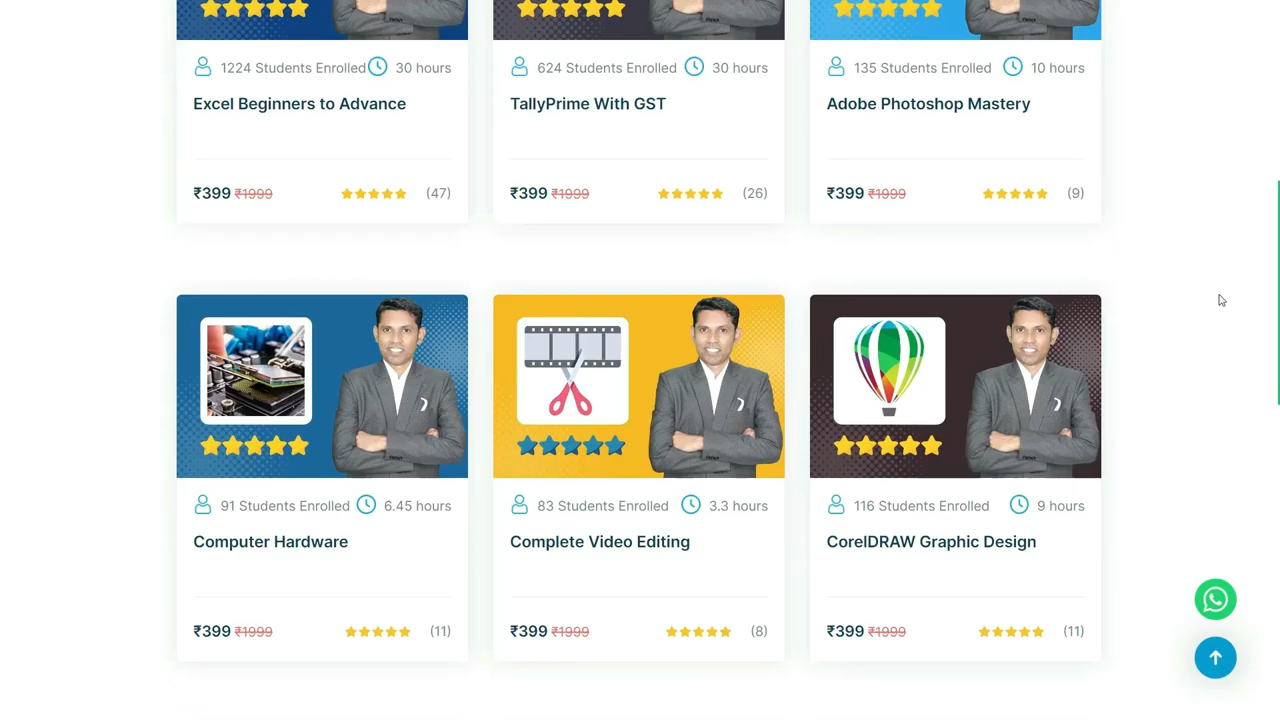 1224 Students Enrolled 30 hours
Excel Beginners to Advance
₹399 ₹1999 (47)
624 Students Enrolled 30 hours
TallyPrime With GST
₹399 ₹1999 (26)
135 Students Enrolled 10 hours
Adobe Photoshop Mastery
₹399 ₹1999 (9)
91 Students Enrolled 6.45 hours
Computer Hardware
₹399 ₹1999 (11)
83 Students Enrolled 3.3 hours
Complete Video Editing
₹399 ₹1999 (8)
116 Students Enrolled 9 hours
CorelDRAW Graphic Design
₹399 ₹1999 (11)